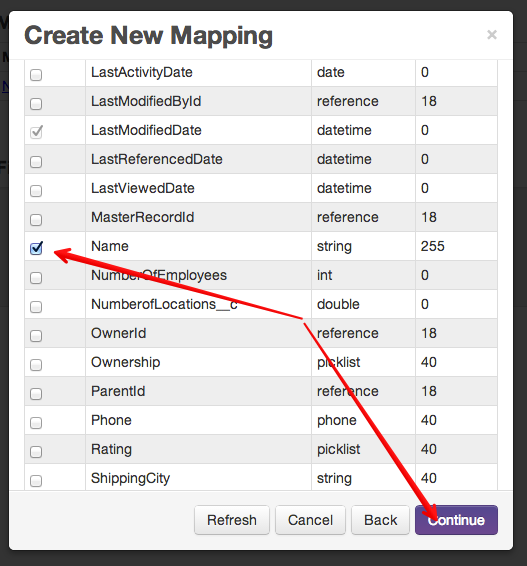 Create New Mapping ×
LastActivityDate date 0
LastModifiedById reference 18
LastModifiedDate datetime 0
LastReferencedDate datetime 0
LastViewedDate datetime 0
MasterRecordId reference 18
Name string 255
NumberOfEmployees int 0
NumberofLocations__c double 0
OwnerId reference 18
Ownership picklist 40
ParentId reference 18
Phone phone 40
Rating picklist 40
ShippingCity string 40
Refresh Cancel Back Continue